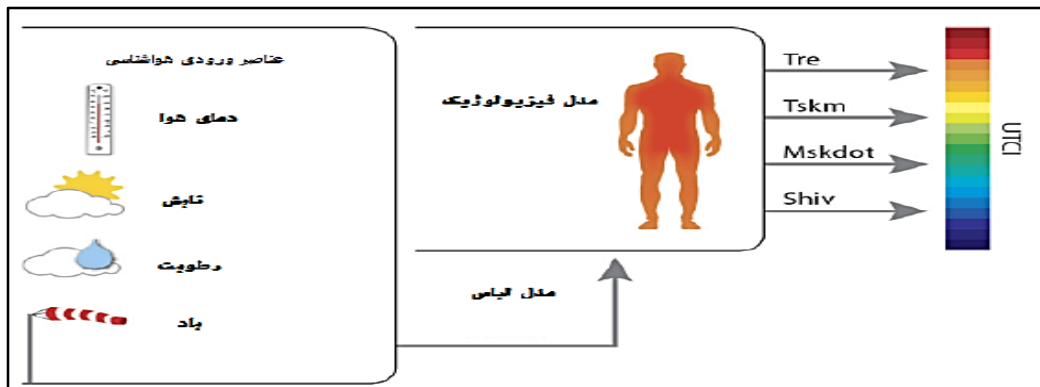 عناصر ورودی هواشناسی
دمای هوا
تابش
رطوبت
باد
مدل فیزیولوژیک
مدل لباس
Tre
Tskm
Mskdot
Shiv
UTCI